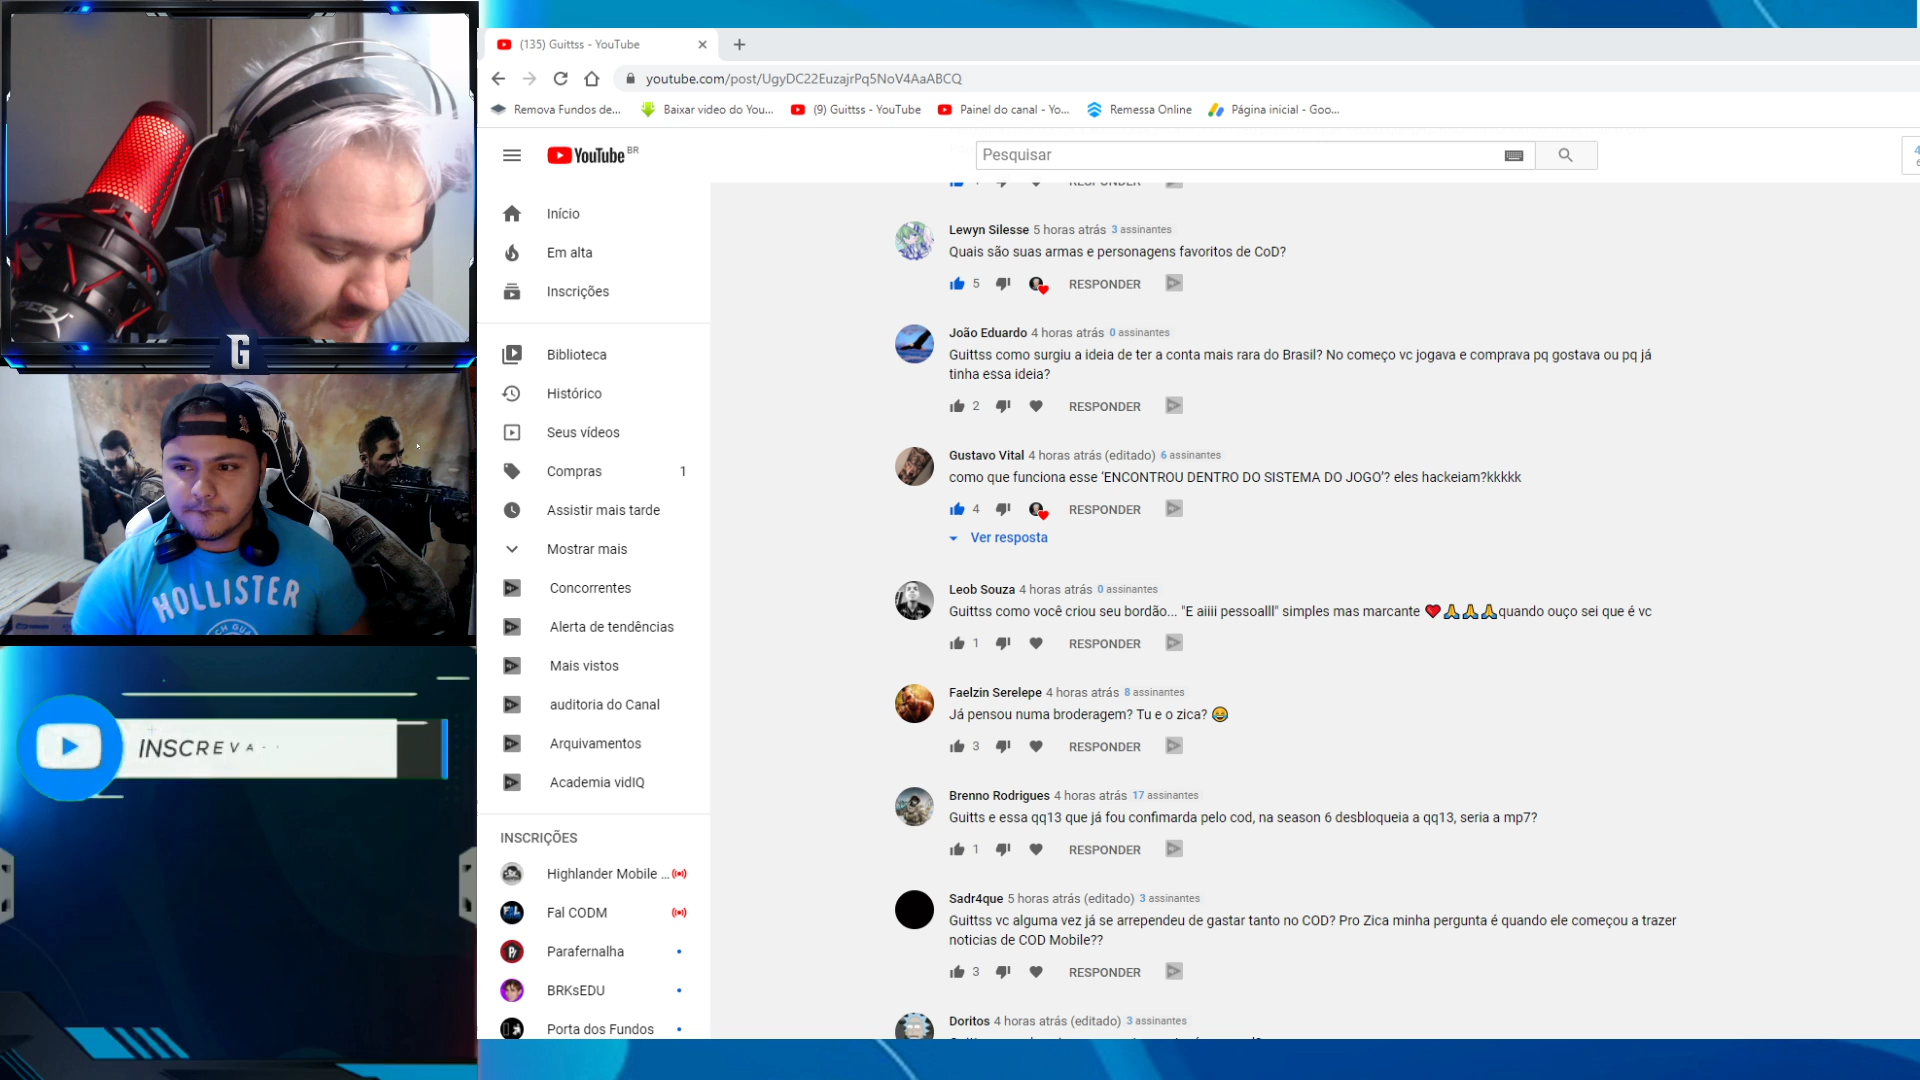 (135) Guittss - YouTube
youtube.com/post/UgyDC22EuzajrPq5NoV4AaABCQ
Remova Fundos de...
Baixar video do You...
(9) Guittss - YouTube
Painel do canal - Yo...
Remessa Online
Página inicial - Goo...
YouTube BR
Pesquisar
Início
Em alta
Inscrições
Biblioteca
Histórico
Seus vídeos
Compras 1
Assistir mais tarde
Mostrar mais
Concorrentes
Alerta de tendências
Mais vistos
auditoria do Canal
Arquivamentos
Academia vidIQ
INSCRIÇÕES
Highlander Mobile ...
Fal CODM
Parafernalha
BRKsEDU
Porta dos Fundos
RESPONDER
Lewyn Silesse 5 horas atrás 3 assinantes
Quais são suas armas e personagens favoritos de CoD?
5 RESPONDER
João Eduardo 4 horas atrás 0 assinantes
Guittss como surgiu a ideia de ter a conta mais rara do Brasil? No começo vc jogava e comprava pq gostava ou pq já
tinha essa ideia?
2 RESPONDER
Gustavo Vital 4 horas atrás (editado) 6 assinantes
como que funciona esse ‘ENCONTROU DENTRO DO SISTEMA DO JOGO’? eles hackeiam?kkkkk
4 RESPONDER
Ver resposta
Leob Souza 4 horas atrás 0 assinantes
Guittss como você criou seu bordão... "E aiiii pessoalll" simples mas marcante ❤️🙏🙏🙏quando ouço sei que é vc
1 RESPONDER
Faelzin Serelepe 4 horas atrás 8 assinantes
Já pensou numa broderagem? Tu e o zica? 😂
3 RESPONDER
Brenno Rodrigues 4 horas atrás 17 assinantes
Guitts e essa qq13 que já fou confimarda pelo cod, na season 6 desbloqueia a qq13, seria a mp7?
1 RESPONDER
Sadr4que 5 horas atrás (editado) 3 assinantes
Guittss vc alguma vez já se arrependeu de gastar tanto no COD? Pro Zica minha pergunta é quando ele começou a trazer
noticias de COD Mobile??
3 RESPONDER
Doritos 4 horas atrás (editado) 3 assinantes
G
HOLLISTER
INSCREVA-